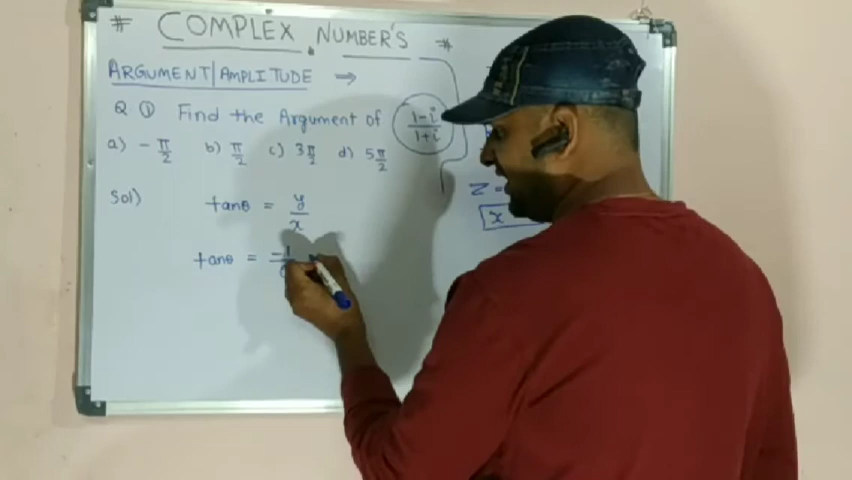 # COMPLEX NUMBER'S #
ARGUMENT/AMPLITUDE →
Q ① Find the Argument of 1-i/1+i
a) -π/2 b) π/2 c) 3π/2 d) 5π/2
Sol) tanθ = y/x
tanθ = -1/
Z =
x